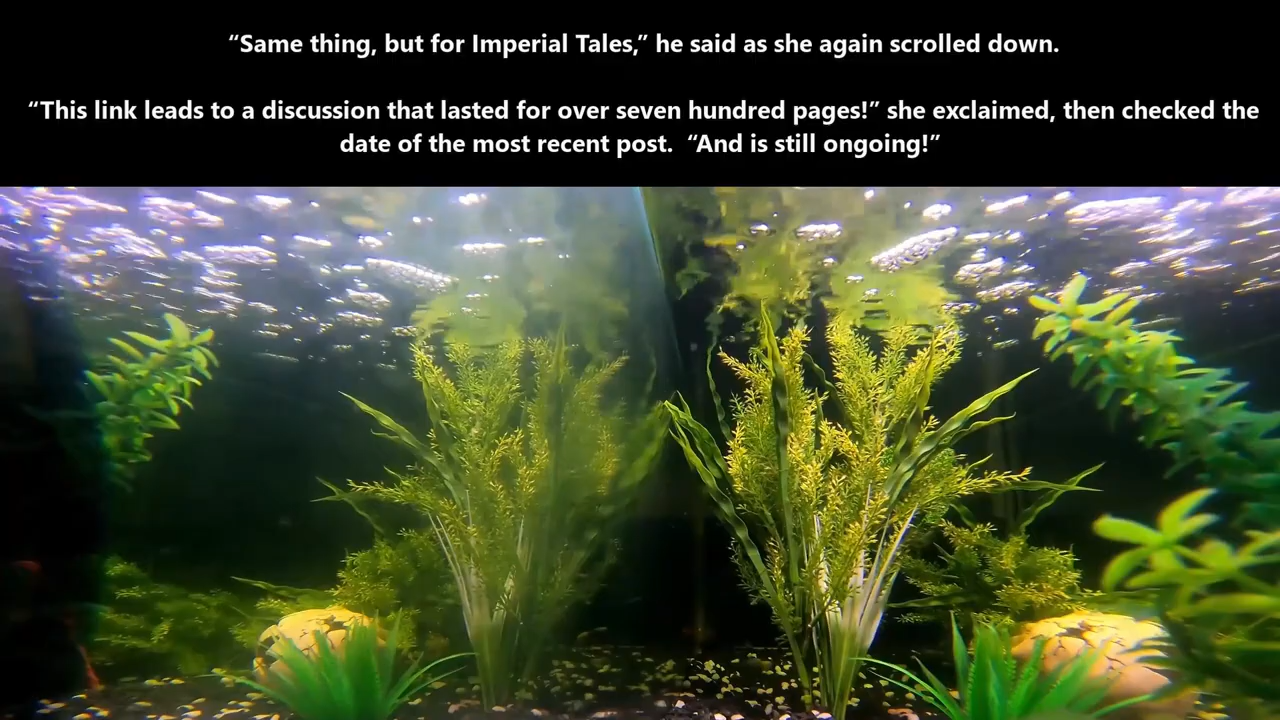 “Same thing, but for Imperial Tales,” he said as she again scrolled down.
“This link leads to a discussion that lasted for over seven hundred pages!” she exclaimed, then checked the
date of the most recent post.  “And is still ongoing!”